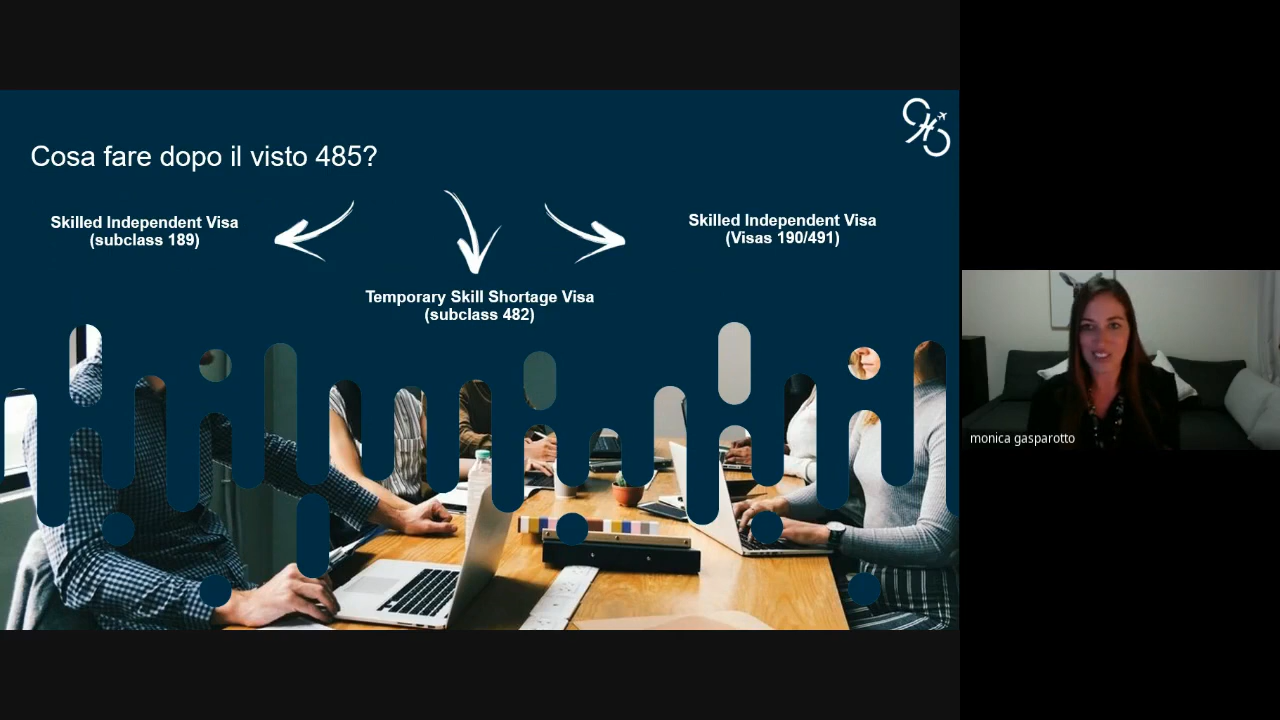 Cosa fare dopo il visto 485?
Skilled Independent Visa
(subclass 189)
Skilled Independent Visa
(Visas 190/491)
Temporary Skill Shortage Visa
(subclass 482)
monica gasparotto